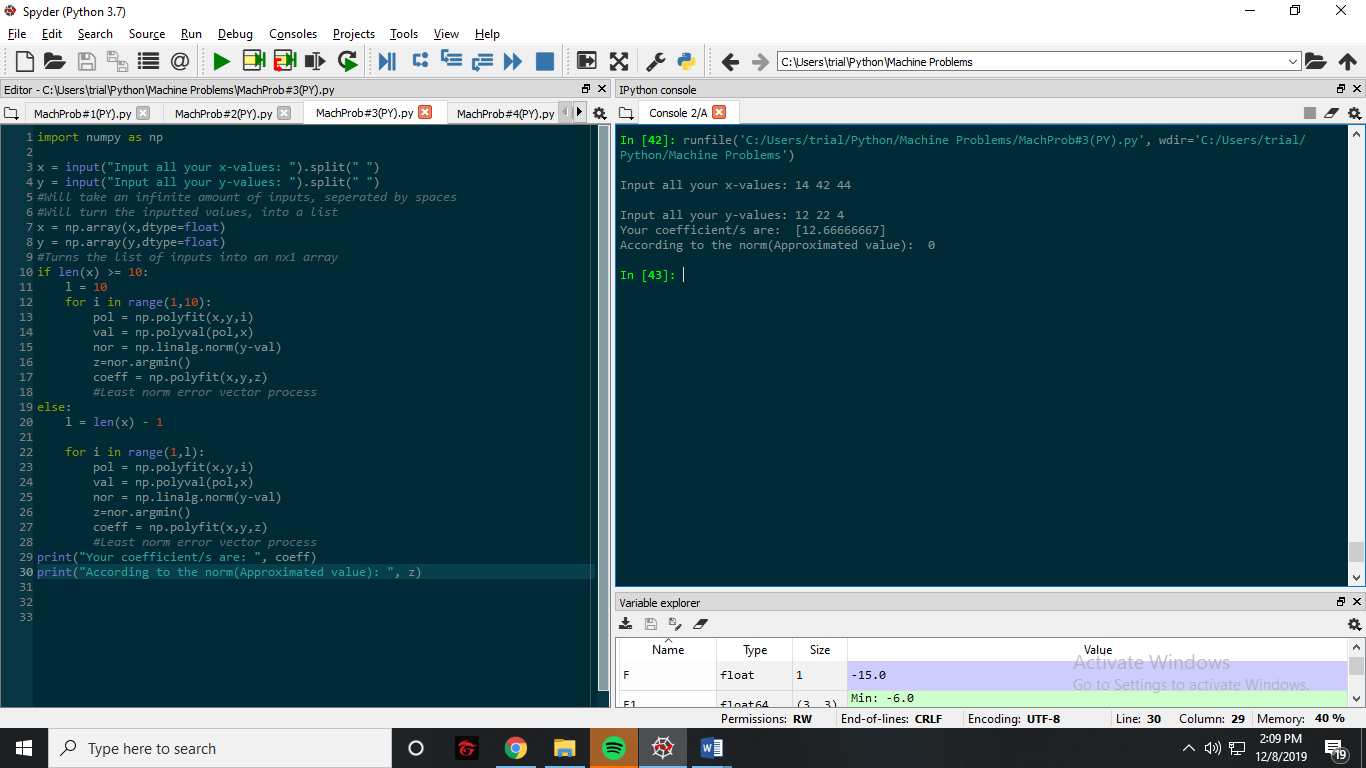 Spyder (Python 3.7)
File Edit Search Source Run Debug Consoles Projects Tools View Help
C:\Users\trial\Python\Machine Problems
Editor - C:\Users\trial\Python\Machine Problems\MachProb#3(PY).py
MachProb#1(PY).py MachProb#2(PY).py MachProb#3(PY).py MachProb#4(PY).py
1 import numpy as np
2
3 x = input("Input all your x-values: ").split(" ")
4 y = input("Input all your y-values: ").split(" ")
5 #Will take an infinite amount of inputs, seperated by spaces
6 #Will turn the inputted values, into a list
7 x = np.array(x,dtype=float)
8 y = np.array(y,dtype=float)
9 #Turns the list of inputs into an nx1 array
10 if len(x) >= 10:
11     l = 10
12     for i in range(1,10):
13         pol = np.polyfit(x,y,i)
14         val = np.polyval(pol,x)
15         nor = np.linalg.norm(y-val)
16         z=nor.argmin()
17         coeff = np.polyfit(x,y,z)
18         #Least norm error vector process
19 else:
20     l = len(x) - 1
21
22     for i in range(1,l):
23         pol = np.polyfit(x,y,i)
24         val = np.polyval(pol,x)
25         nor = np.linalg.norm(y-val)
26         z=nor.argmin()
27         coeff = np.polyfit(x,y,z)
28         #Least norm error vector process
29 print("Your coefficient/s are: ", coeff)
30 print("According to the norm(Approximated value): ", z)
31
32
33
IPython console
Console 2/A
In [42]: runfile('C:/Users/trial/Python/Machine Problems/MachProb#3(PY).py', wdir='C:/Users/trial/
Python/Machine Problems')
Input all your x-values: 14 42 44
Input all your y-values: 12 22 4
Your coefficient/s are:  [12.66666667]
According to the norm(Approximated value):  0
In [43]:
Variable explorer
Name Type Size Value
F float 1 -15.0
F1 float64 (3, 3) Min: -6.0
Activate Windows
Go to Settings to activate Windows.
Permissions: RW End-of-lines: CRLF Encoding: UTF-8 Line: 30 Column: 29 Memory: 40 %
Type here to search
2:09 PM
12/8/2019
19